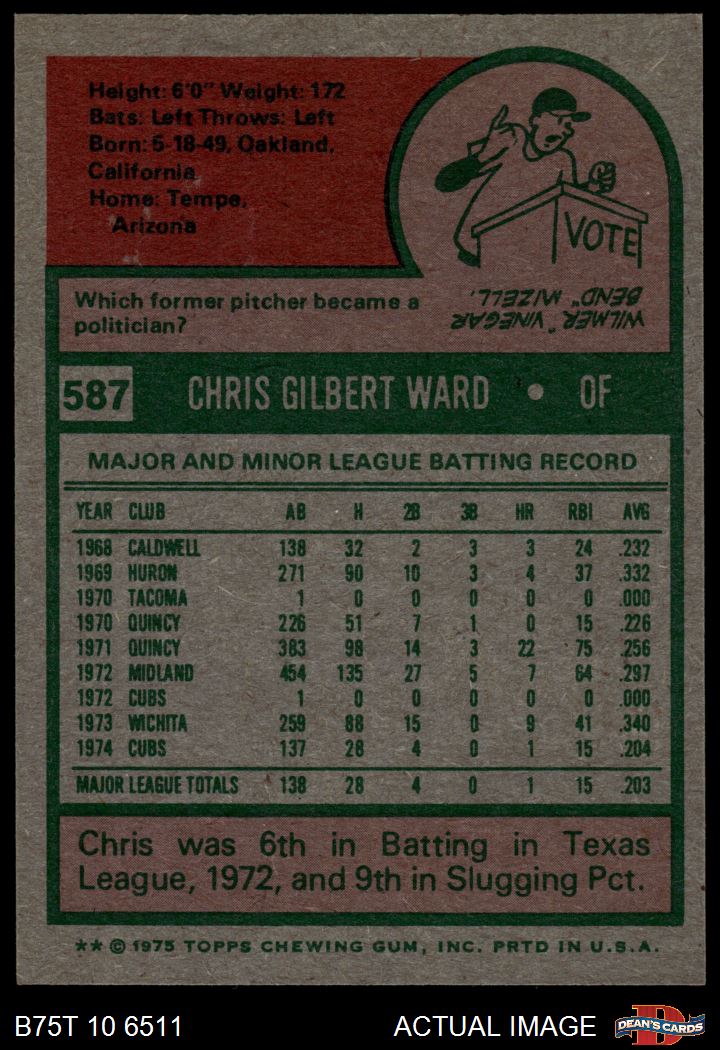 Height: 6'0" Weight: 172
Bats: Left Throws: Left
Born: 5-18-49, Oakland,
California
Home: Tempe,
Arizona
VOTE
Which former pitcher became a
politician?
WILMER "VINEGAR
BEND" MIZELL.
587 CHRIS GILBERT WARD • OF
MAJOR AND MINOR LEAGUE BATTING RECORD
YEAR CLUB AB H 2B 3B HR RBI AVG
1968 CALDWELL 138 32 2 3 3 24 .232
1969 HURON 271 90 10 3 4 37 .332
1970 TACOMA 1 0 0 0 0 0 .000
1970 QUINCY 226 51 7 1 0 15 .226
1971 QUINCY 383 98 14 3 22 75 .256
1972 MIDLAND 454 135 27 5 7 64 .297
1972 CUBS 1 0 0 0 0 0 .000
1973 WICHITA 259 88 15 0 9 41 .340
1974 CUBS 137 28 4 0 1 15 .204
MAJOR LEAGUE TOTALS 138 28 4 0 1 15 .203
Chris was 6th in Batting in Texas
League, 1972, and 9th in Slugging Pct.
** © 1975 TOPPS CHEWING GUM, INC. PRTD IN U.S.A.
B75T 10 6511 ACTUAL IMAGE DEAN'S CARDS